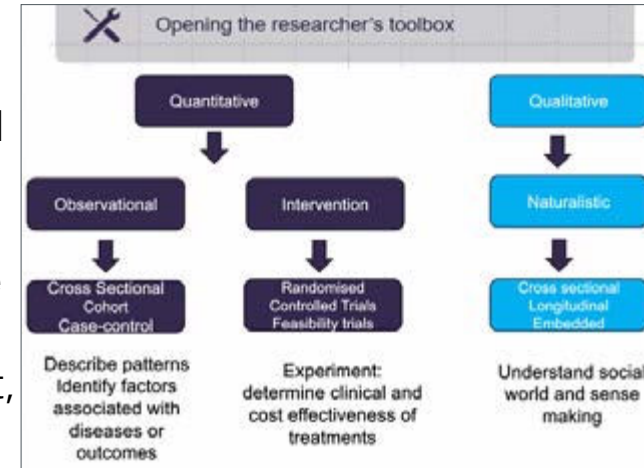 Opening the researcher's toolbox
Quantitative
Qualitative
Observational
Intervention
Naturalistic
Cross Sectional
Cohort
Case-control
Randomised
Controlled Trials
Feasibility trials
Cross sectional
Longitudinal
Embedded
Describe patterns
Identify factors
associated with
diseases or
outcomes
Experiment:
determine clinical and
cost effectiveness of
treatments
Understand social
world and sense
making